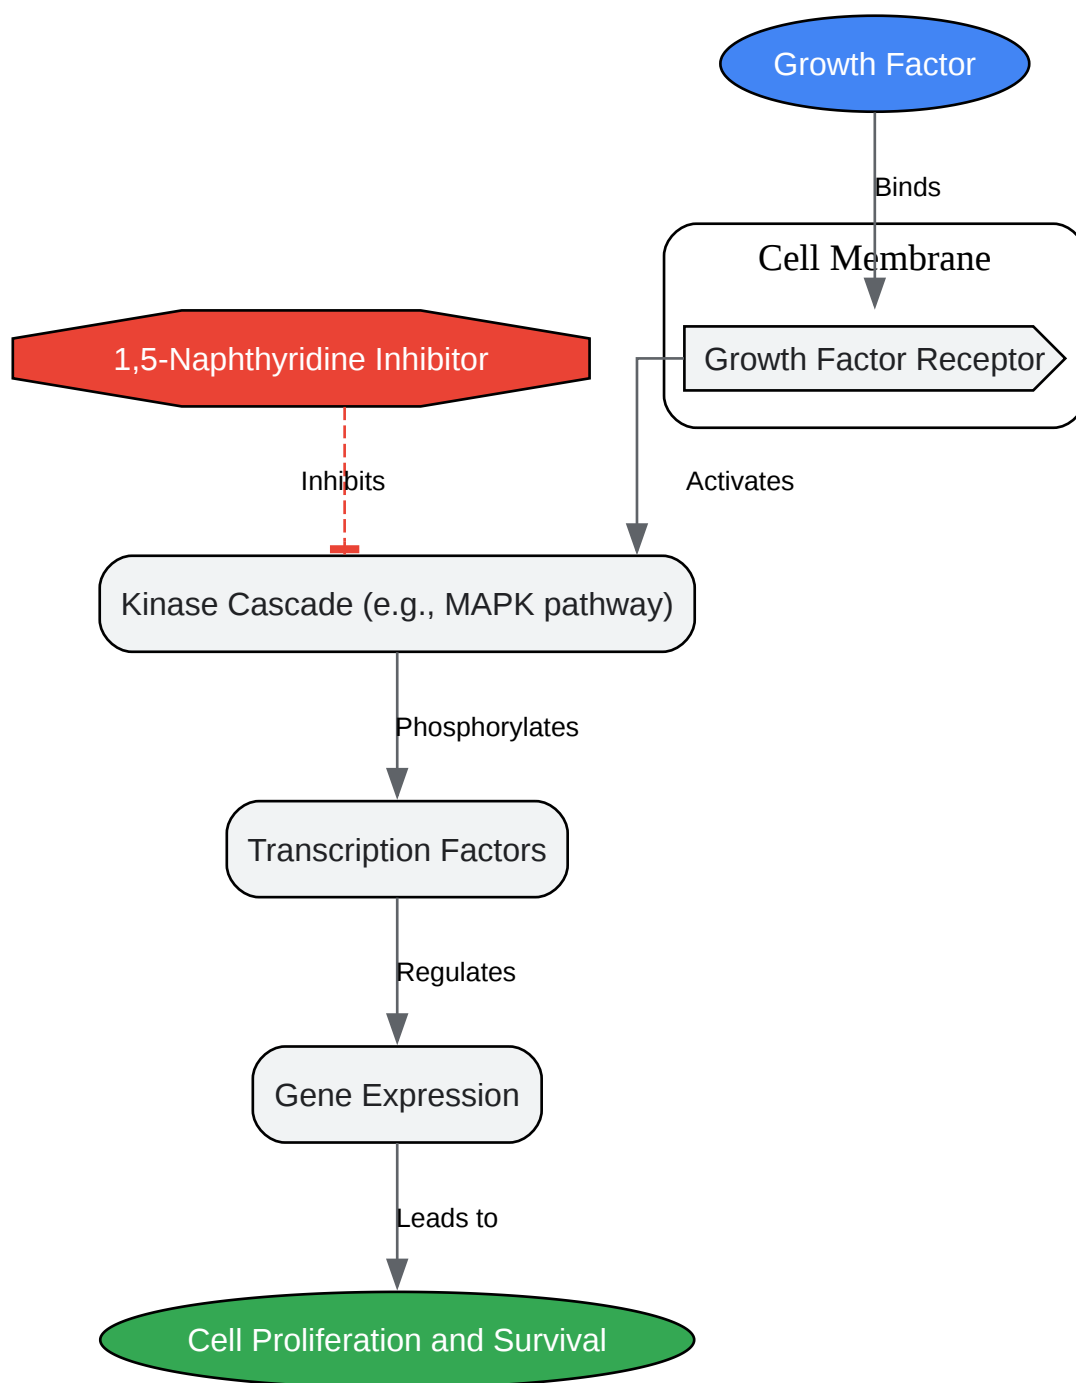 Growth Factor
Binds
Cell Membrane
1,5-Naphthyridine Inhibitor
Growth Factor Receptor
Inhibits
Activates
Kinase Cascade (e.g., MAPK pathway)
Phosphorylates
Transcription Factors
Regulates
Gene Expression
Leads to
Cell Proliferation and Survival